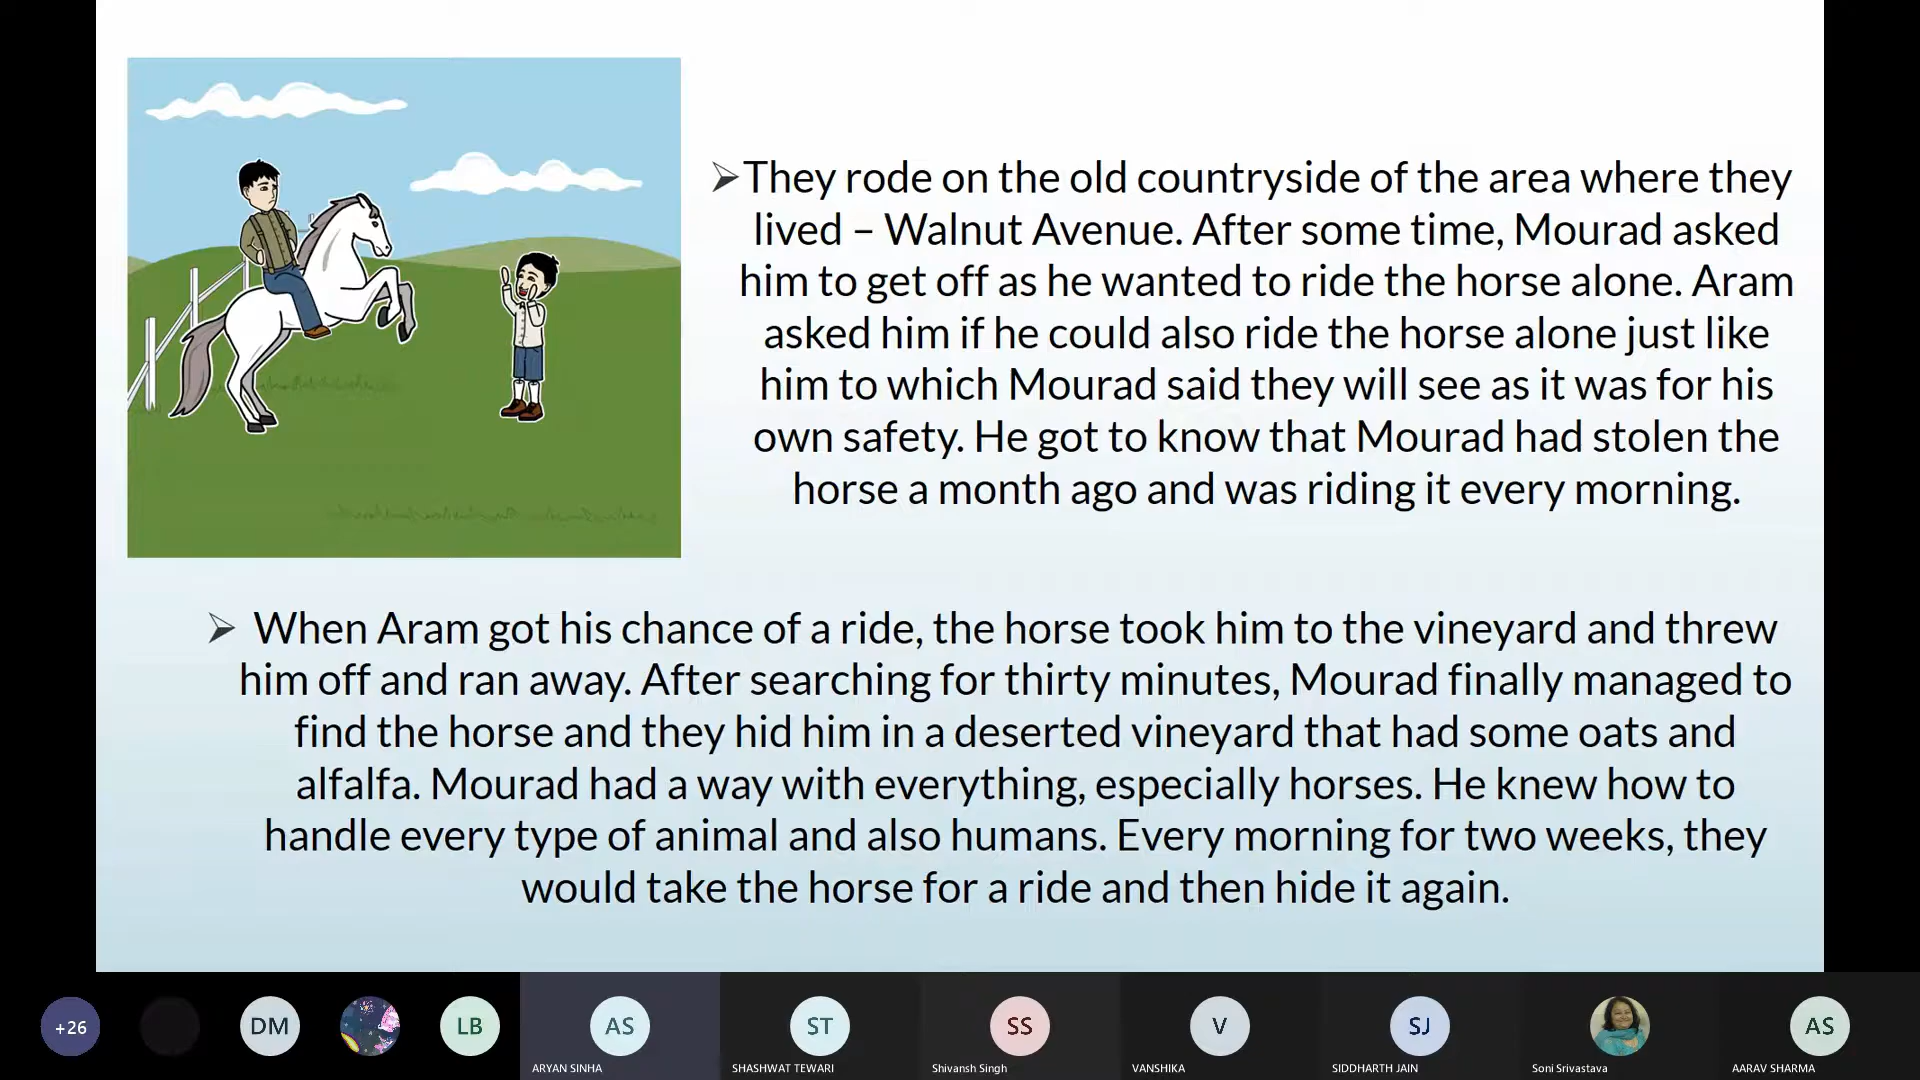 ➢They rode on the old countryside of the area where they
lived – Walnut Avenue. After some time, Mourad asked
him to get off as he wanted to ride the horse alone. Aram
asked him if he could also ride the horse alone just like
him to which Mourad said they will see as it was for his
own safety. He got to know that Mourad had stolen the
horse a month ago and was riding it every morning.
➢ When Aram got his chance of a ride, the horse took him to the vineyard and threw
him off and ran away. After searching for thirty minutes, Mourad finally managed to
find the horse and they hid him in a deserted vineyard that had some oats and
alfalfa. Mourad had a way with everything, especially horses. He knew how to
handle every type of animal and also humans. Every morning for two weeks, they
would take the horse for a ride and then hide it again.
+26 DM LB AS ST SS V SJ AS
ARYAN SINHA SHASHWAT TEWARI Shivansh Singh VANSHIKA SIDDHARTH JAIN Soni Srivastava AARAV SHARMA